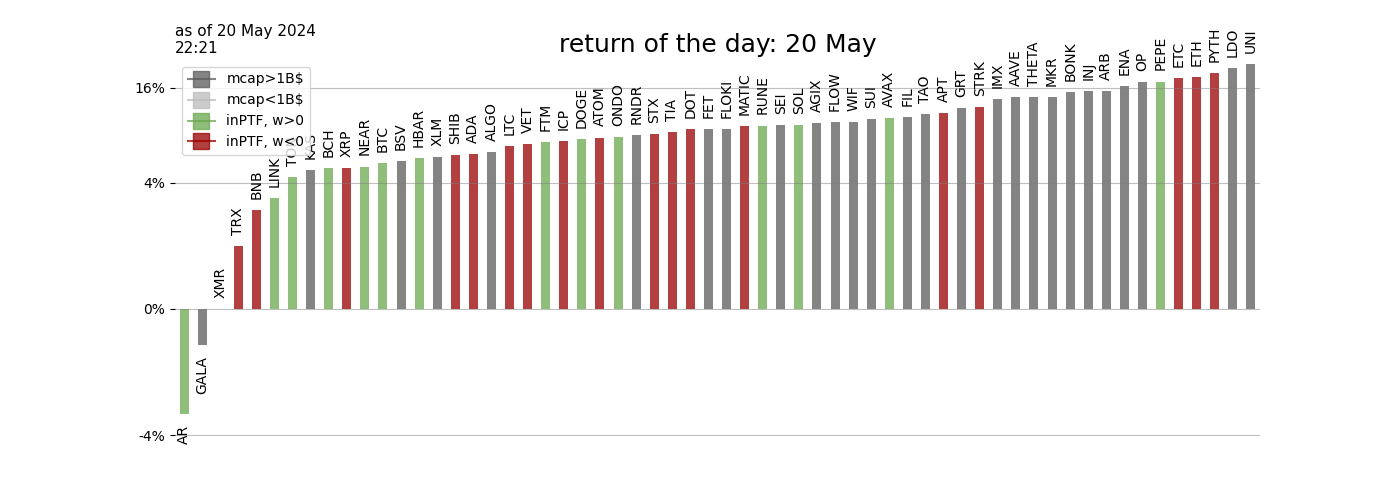 as of 20 May 2024
22:21
return of the day: 20 May
mcap>1B$
mcap<1B$
inPTF, w>0
inPTF, w<0
16%
4%
0%
-4%
AR
GALA
XMR
TRX
BNB
LINK
TON
KAS
BCH
XRP
NEAR
BTC
BSV
HBAR
XLM
SHIB
ADA
ALGO
LTC
VET
FTM
ICP
DOGE
ATOM
ONDO
RNDR
STX
TIA
DOT
FET
FLOKI
MATIC
RUNE
SEI
SOL
AGIX
FLOW
WIF
SUI
AVAX
FIL
TAO
APT
GRT
STRK
IMX
AAVE
THETA
MKR
BONK
INJ
ARB
ENA
OP
PEPE
ETC
ETH
PYTH
LDO
UNI